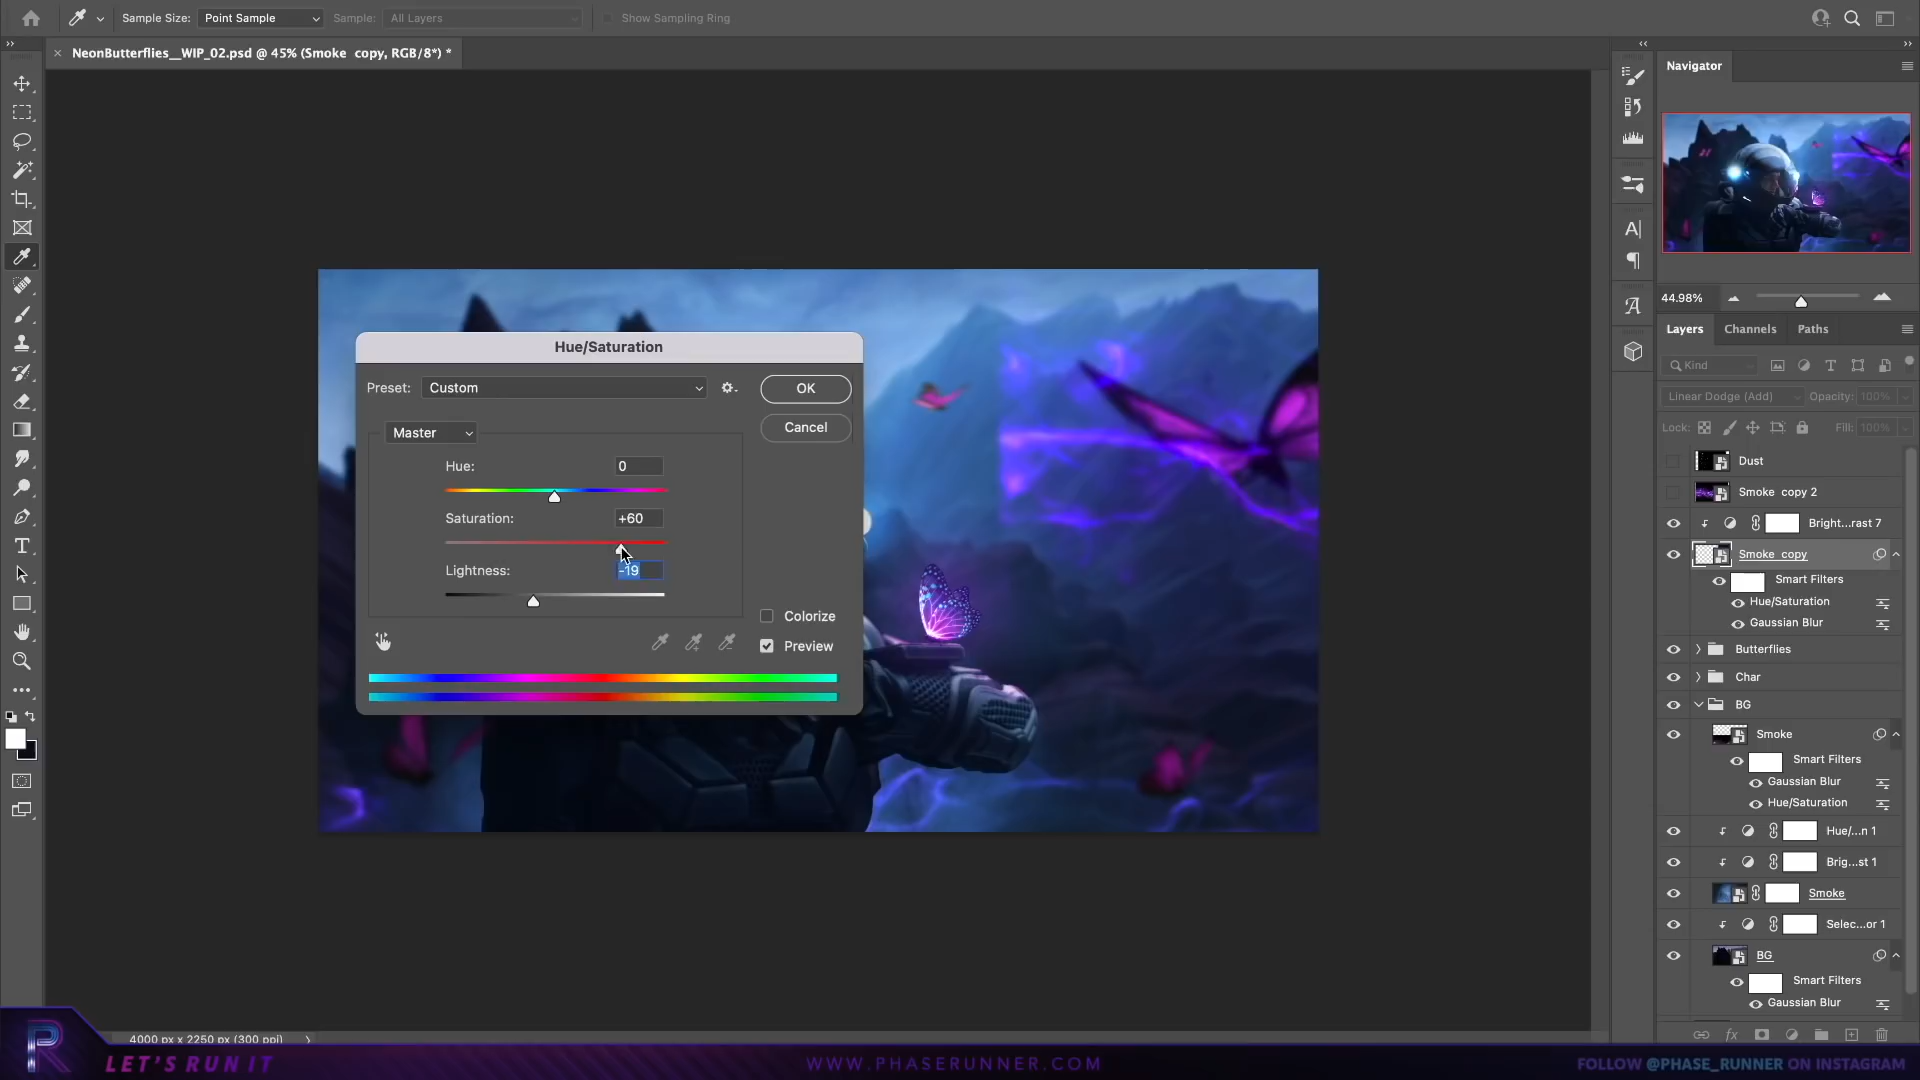 Sample Size: Point Sample Sample: All Layers Show Sampling Ring
NeonButterflies__WIP_02.psd @ 45% (Smoke copy, RGB/8*) *
Hue/Saturation
Preset: Custom
OK
Cancel
Master
Hue: 0
Saturation: +60
Lightness: -19
Colorize
Preview
4000 px x 2250 px (300 ppi)
Navigator
44.98%
Layers Channels Paths
Kind
Linear Dodge (Add) Opacity: 100%
Lock: Fill: 100%
Dust
Smoke copy 2
Bright...rast 7
Smoke copy
Smart Filters
Hue/Saturation
Gaussian Blur
Butterflies
Char
BG
Smoke
Smart Filters
Gaussian Blur
Hue/Saturation
Hue/...n 1
Brig...st 1
Smoke
Selec...or 1
BG
Smart Filters
Gaussian Blur
LET'S RUN IT
WWW.PHASERUNNER.COM
FOLLOW @PHASE_RUNNER ON INSTAGRAM